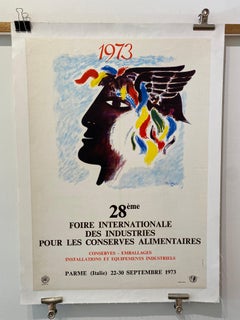 1973
28ème
FOIRE INTERNATIONALE
DES INDUSTRIES
POUR LES CONSERVES ALIMENTAIRES
CONSERVES - EMBALLAGES
INSTALLATIONS ET EQUIPEMENTS INDUSTRIELS
PARME (Italie) 22-30 SEPTEMBRE 1973